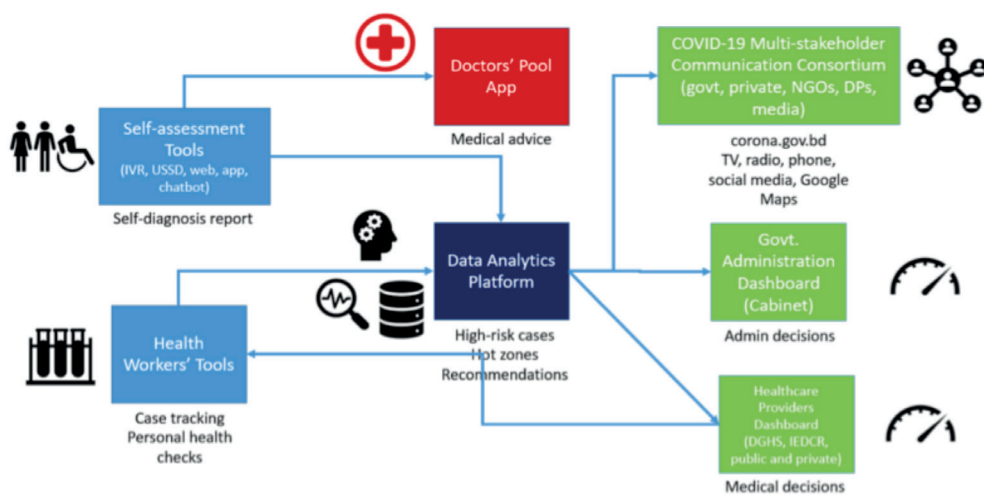 Doctors' Pool
App
Medical advice
COVID-19 Multi-stakeholder
Communication Consortium
(govt, private, NGOs, DPs,
media)
corona.gov.bd
TV, radio, phone,
social media, Google
Maps
Self-assessment
Tools
(IVR, USSD, web, app,
chatbot)
Self-diagnosis report
Data Analytics
Platform
High-risk cases
Hot zones
Recommendations
Govt.
Administration
Dashboard
(Cabinet)
Admin decisions
Health
Workers' Tools
Case tracking
Personal health
checks
Healthcare
Providers
Dashboard
(DGHS, IEDCR,
public and private)
Medical decisions